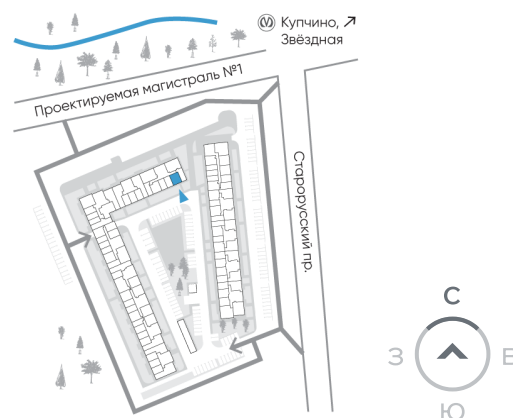 Купчино, ↗
Звёздная
Проектируемая магистраль №1
Старорусский пр.
С
З
В
Ю